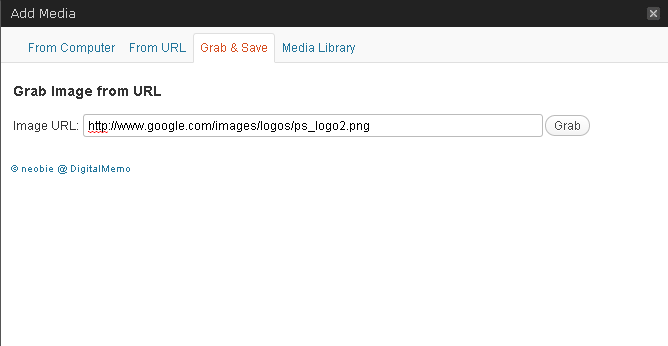 Add Media
From Computer From URL Grab & Save Media Library
Grab Image from URL
Image URL: http://www.google.com/images/logos/ps_logo2.png Grab
© neobie @ DigitalMemo